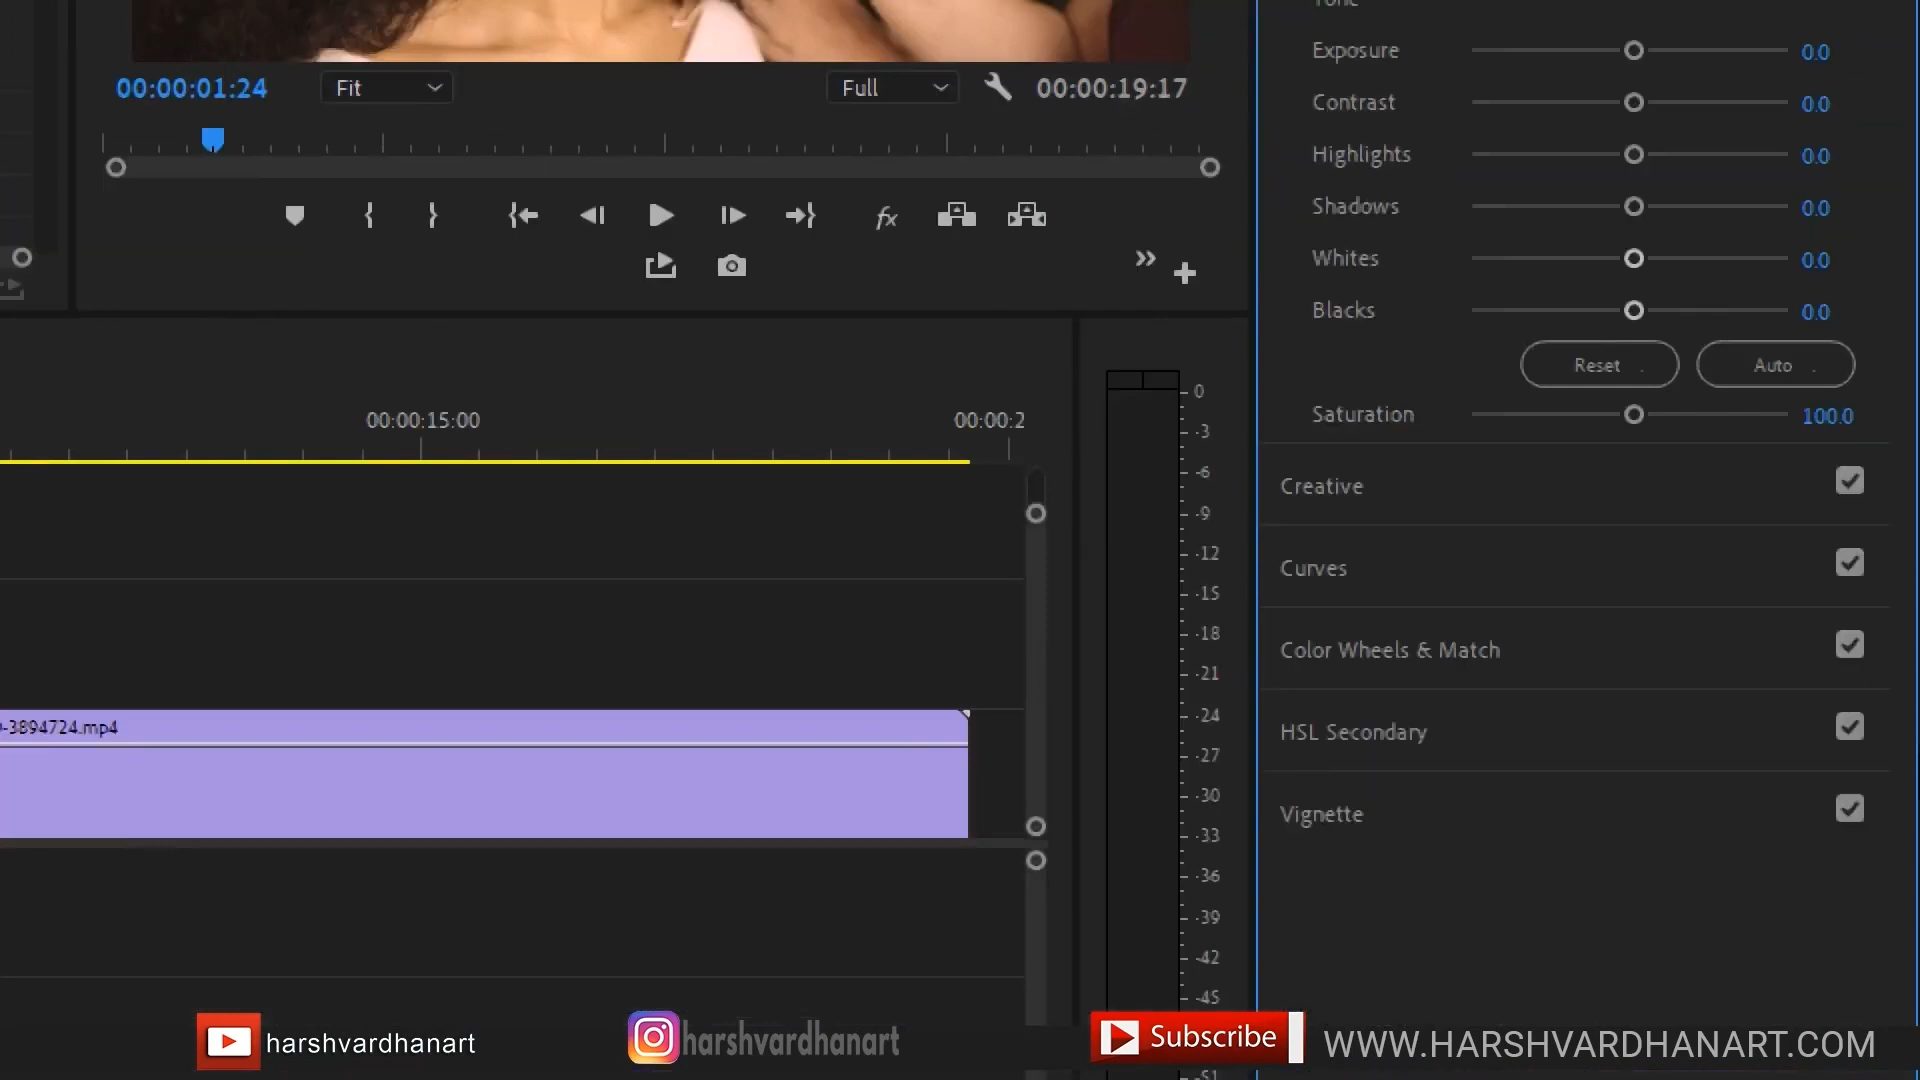 Exposure 0.0
00:00:01:24 Fit Full 00:00:19:17
Contrast 0.0
Highlights 0.0
Shadows 0.0
fx
Whites 0.0
Blacks 0.0
Reset Auto
Saturation 100.0
00:00:15:00 00:00:2
Creative
Curves
Color Wheels & Match
HSL Secondary
Vignette
-3894724.mp4
0
-3
-6
-9
-12
-15
-18
-21
-24
-27
-30
-33
-36
-39
-42
-45
harshvardhanart
harshvardhanart
Subscribe
WWW.HARSHVARDHANART.COM